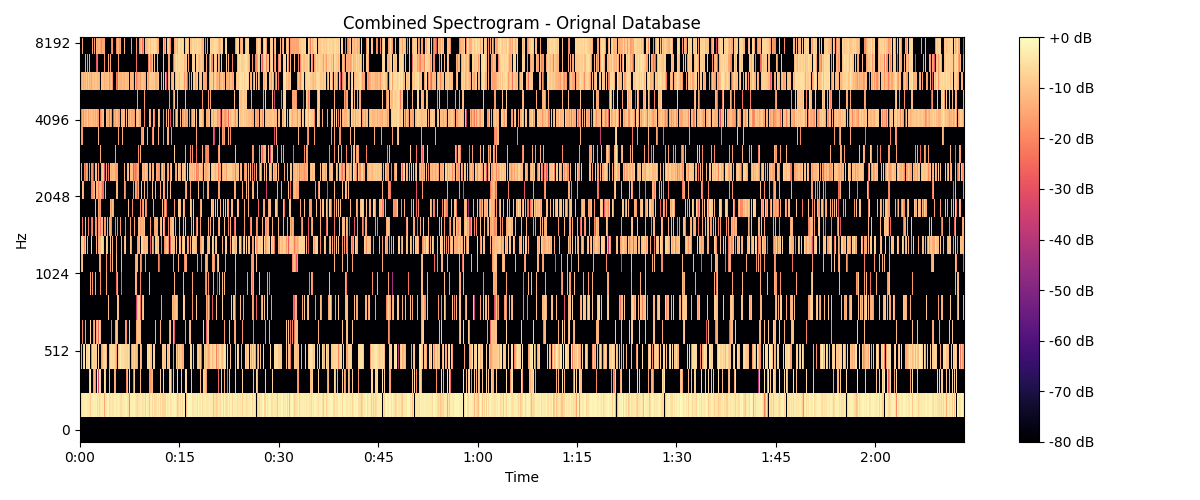 Combined Spectrogram - Orignal Database
Hz
8192
4096
2048
1024
512
0
0:00 0:15 0:30 0:45 1:00 1:15 1:30 1:45 2:00
Time
+0 dB
-10 dB
-20 dB
-30 dB
-40 dB
-50 dB
-60 dB
-70 dB
-80 dB